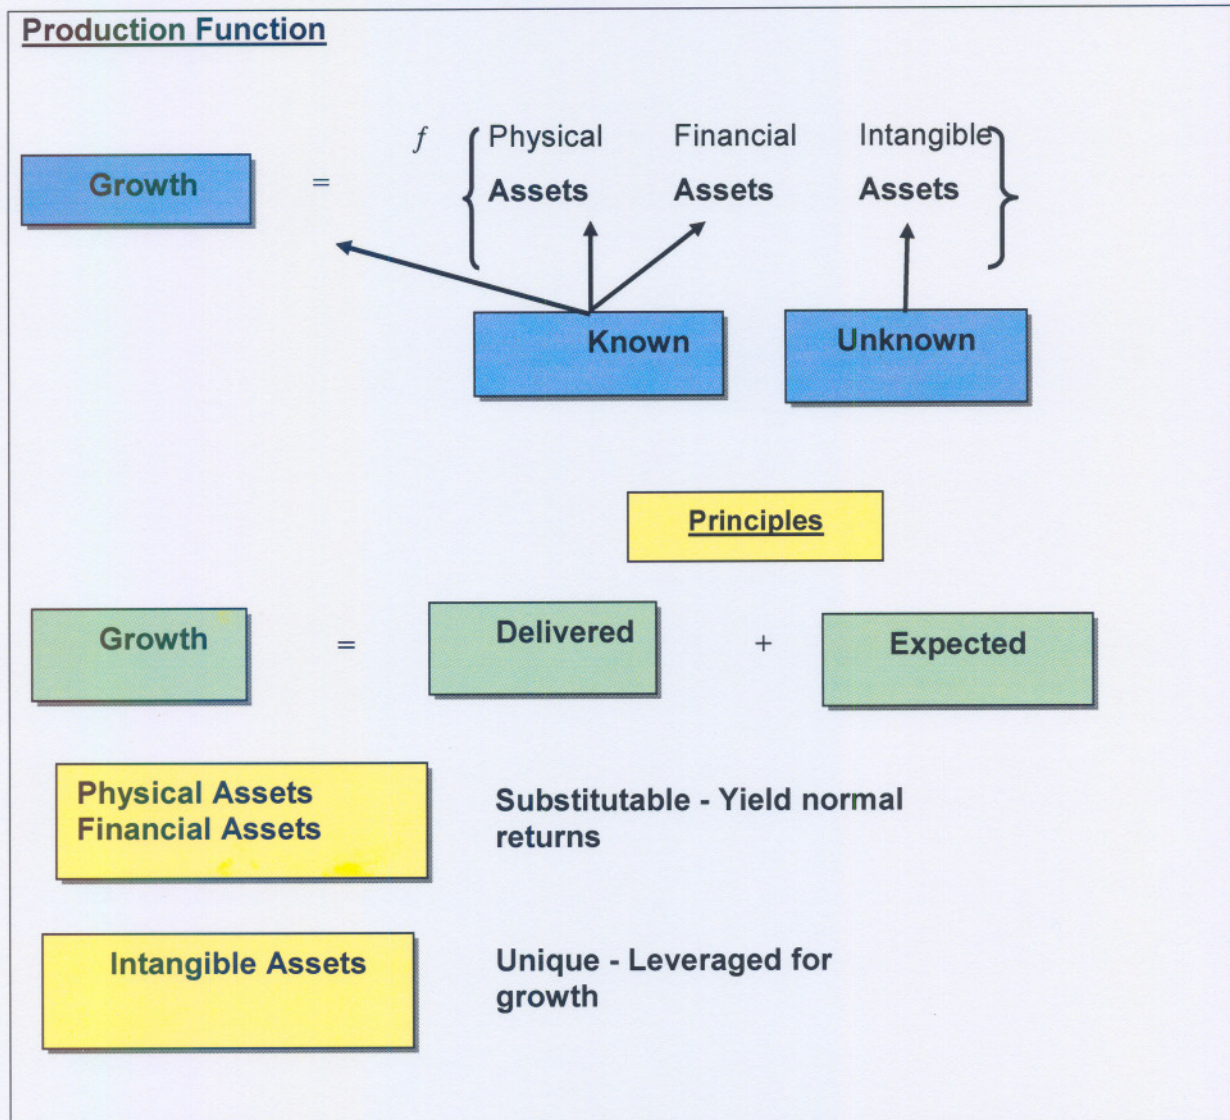 Production Function
f { Physical Financial Intangible }
Assets Assets Assets
Growth =
Known Unknown
Principles
Growth = Delivered + Expected
Physical Assets
Financial Assets
Substitutable - Yield normal
returns
Intangible Assets
Unique - Leveraged for
growth